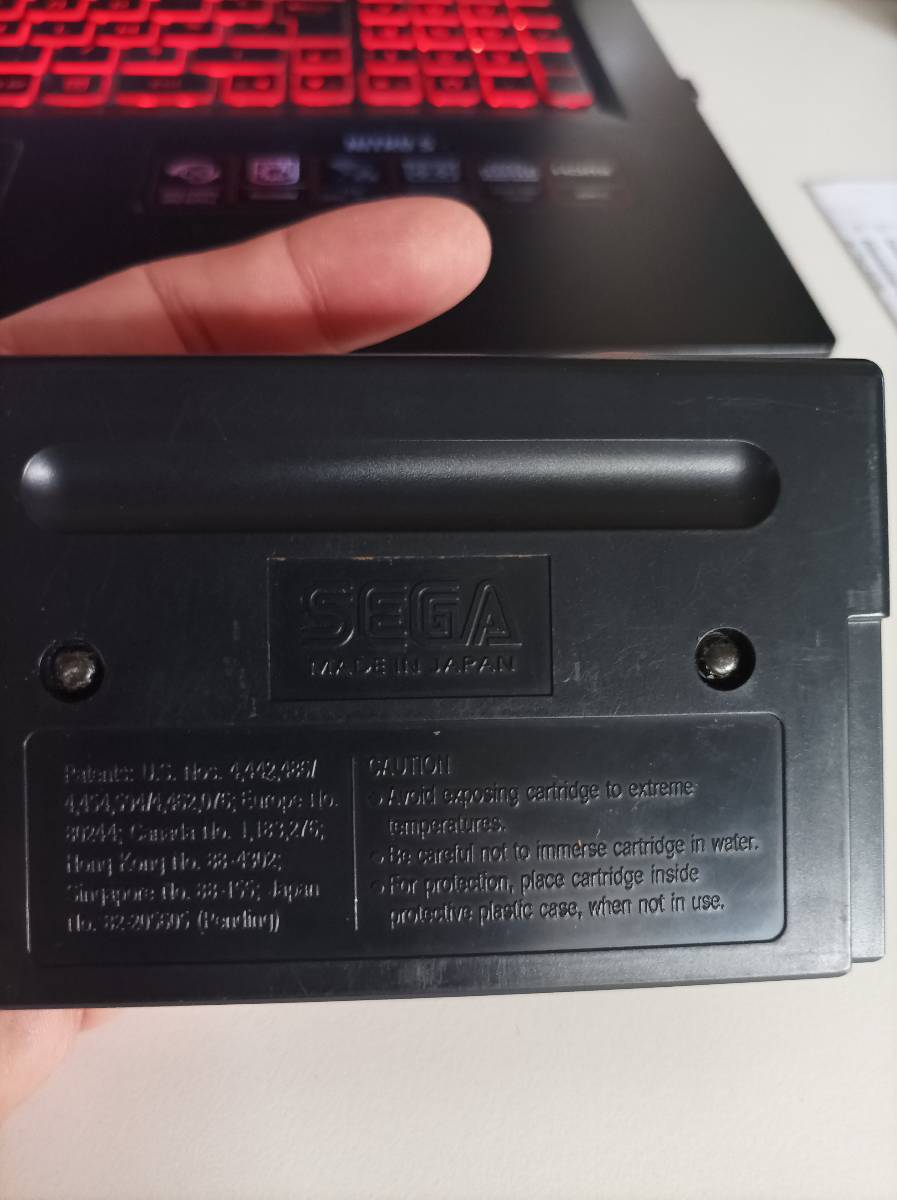 NITRO 5
SEGA
MADE IN JAPAN
Patents: U.S. Nos. 4,442,486/
4,454,594/4,462,076; Europe No.
80244; Canada No. 1,183,276;
Hong Kong No. 88-4302;
Singapore No. 88-155; Japan
No. 82-205605 (Pending)
CAUTION
Avoid exposing cartridge to extreme
temperatures.
Be careful not to immerse cartridge in water.
For protection, place cartridge inside
protective plastic case, when not in use.